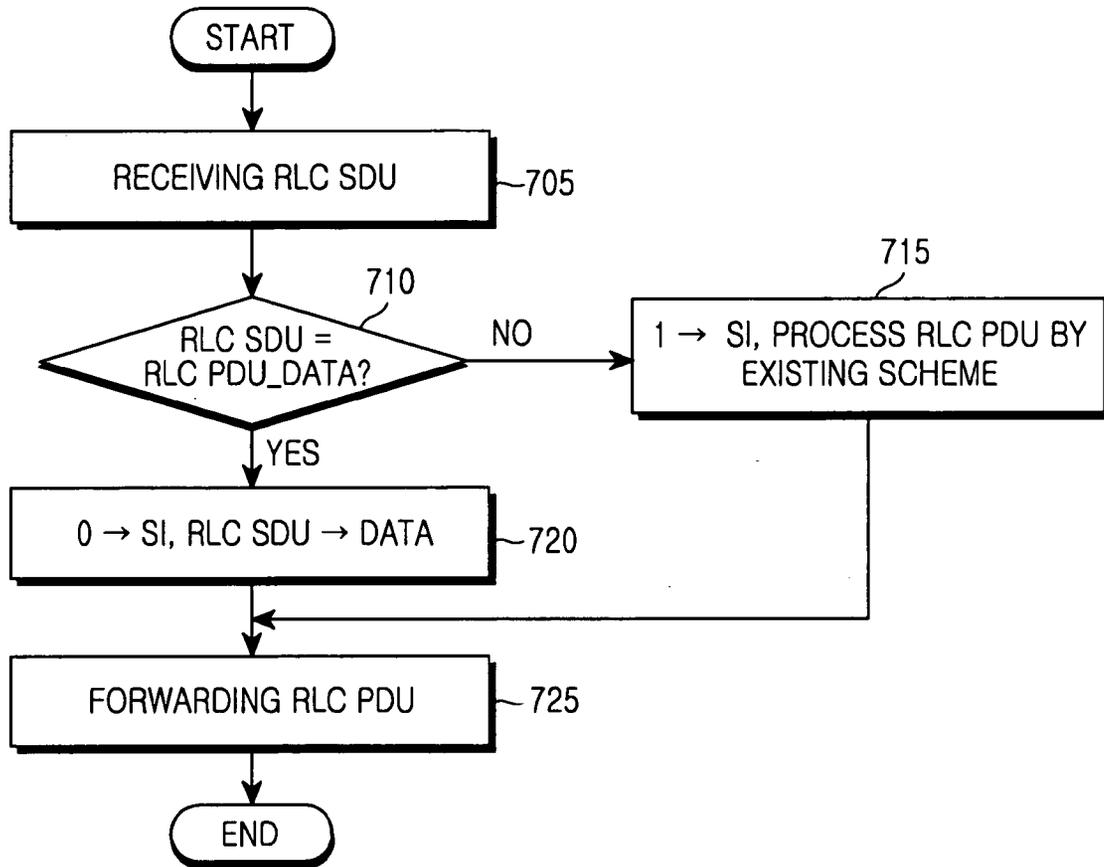 START
RECEIVING RLC SDU
705
710
RLC SDU =
RLC PDU_DATA?
NO
715
1 → SI, PROCESS RLC PDU BY
EXISTING SCHEME
YES
0 → SI, RLC SDU → DATA
720
FORWARDING RLC PDU
725
END